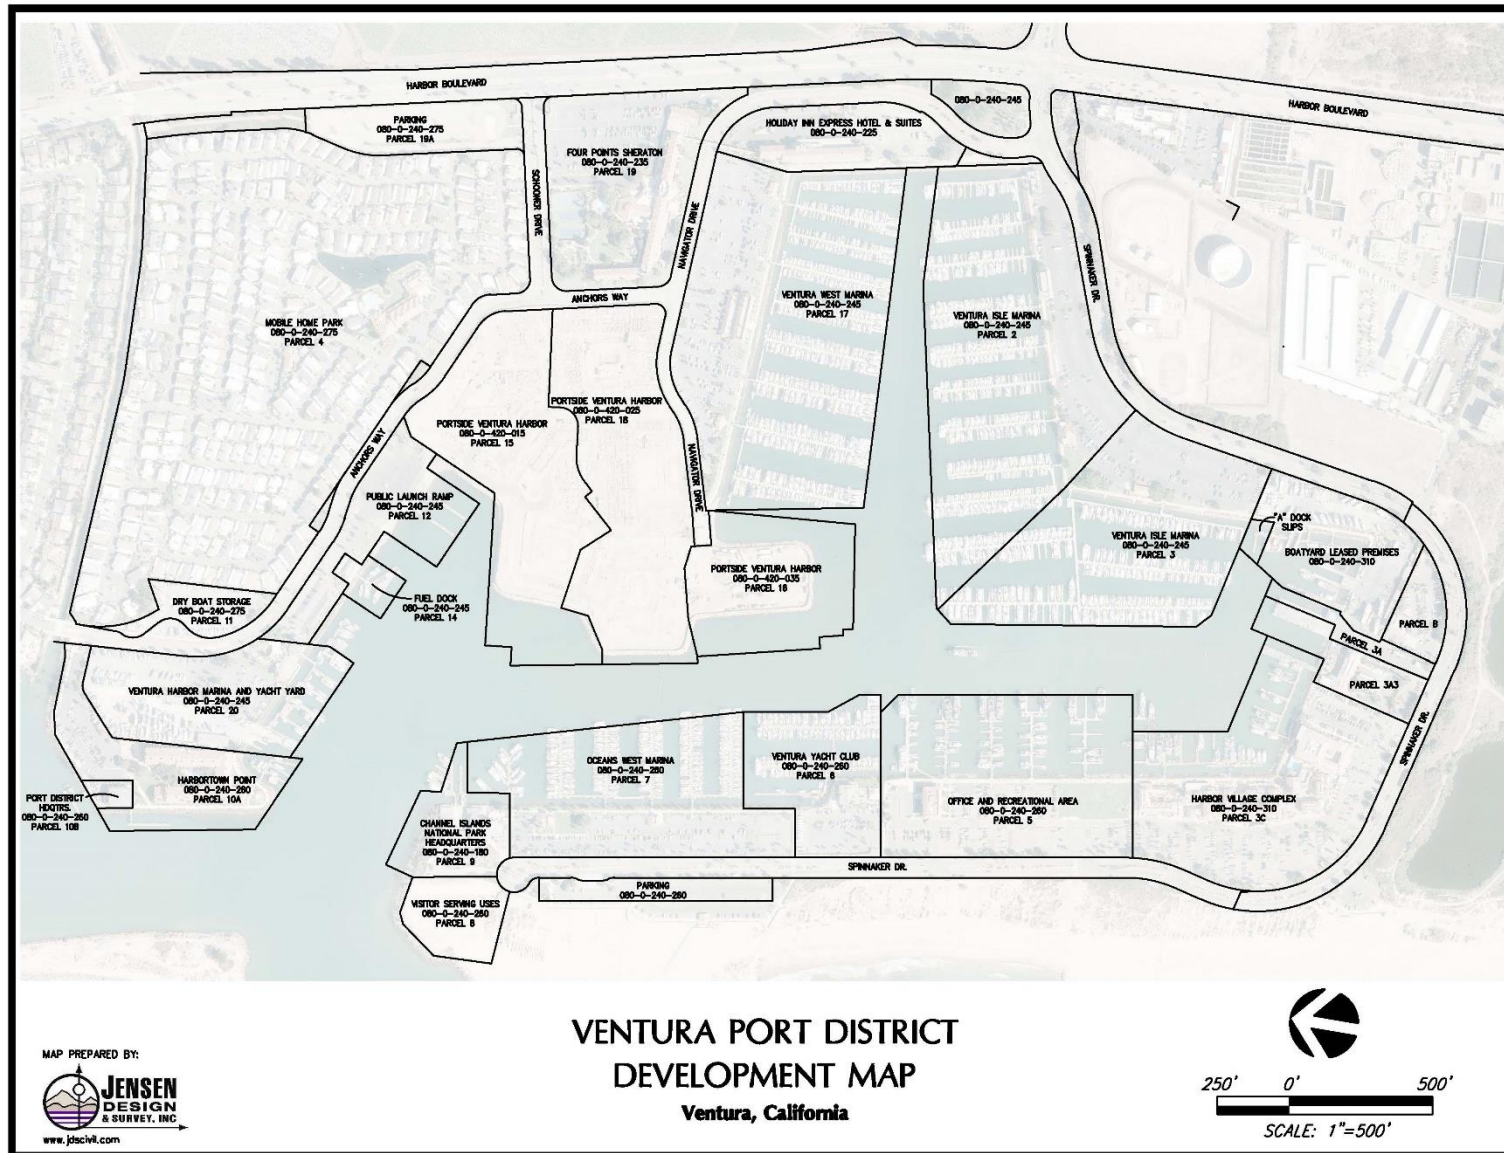 HARBOR BOULEVARD
HARBOR BOULEVARD
PARKING
080-0-240-275
PARCEL 19A
FOUR POINTS SHERATON
080-0-240-235
PARCEL 19
HOLIDAY INN EXPRESS HOTEL & SUITES
080-0-240-225
080-0-240-245
SCHOONER DRIVE
NAVIGATOR DRIVE
SPINNAKER DR.
ANCHORS WAY
MOBILE HOME PARK
080-0-240-275
PARCEL 4
VENTURA WEST MARINA
080-0-240-245
PARCEL 17
VENTURA ISLE MARINA
080-0-240-245
PARCEL 2
PORTSIDE VENTURA HARBOR
080-0-420-025
PARCEL 18
PORTSIDE VENTURA HARBOR
080-0-420-015
PARCEL 15
ANCHORS WAY
NAVIGATOR DRIVE
PUBLIC LAUNCH RAMP
080-0-240-245
PARCEL 12
"A" DOCK
SLIPS
VENTURA ISLE MARINA
080-0-240-245
PARCEL 3
BOATYARD LEASED PREMISES
080-0-240-310
PORTSIDE VENTURA HARBOR
080-0-420-035
PARCEL 16
DRY BOAT STORAGE
080-0-240-275
PARCEL 11
FUEL DOCK
080-0-240-245
PARCEL 14
PARCEL B
PARCEL 3A
PARCEL 3A3
VENTURA HARBOR MARINA AND YACHT YARD
080-0-240-245
PARCEL 20
SPINNAKER DR.
HARBORTOWN POINT
080-0-240-260
PARCEL 10A
PORT DISTRICT
HDQTRS.
080-0-240-260
PARCEL 10B
OCEANS WEST MARINA
080-0-240-260
PARCEL 7
VENTURA YACHT CLUB
080-0-240-260
PARCEL 6
OFFICE AND RECREATIONAL AREA
080-0-240-260
PARCEL 5
HARBOR VILLAGE COMPLEX
080-0-240-310
PARCEL 3C
CHANNEL ISLANDS
NATIONAL PARK
HEADQUARTERS
080-0-240-180
PARCEL 9
SPINNAKER DR.
PARKING
080-0-240-260
VISITOR SERVING USES
080-0-240-260
PARCEL 8
VENTURA PORT DISTRICT
DEVELOPMENT MAP
Ventura, California
MAP PREPARED BY:
JENSEN
DESIGN
& SURVEY, INC
www.jdscivil.com
250' 0' 500'
SCALE: 1"=500'